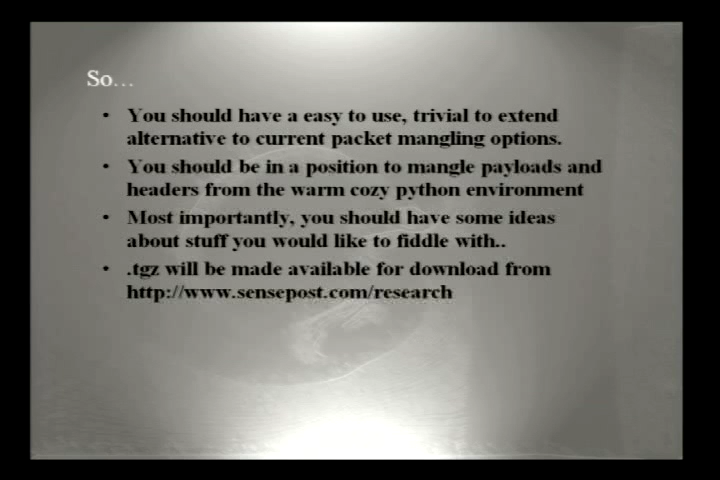 So...
• You should have a easy to use, trivial to extend
alternative to current packet mangling options.
• You should be in a position to mangle payloads and
headers from the warm cozy python environment
• Most importantly, you should have some ideas
about stuff you would like to fiddle with..
• .tgz will be made available for download from
http://www.sensepost.com/research